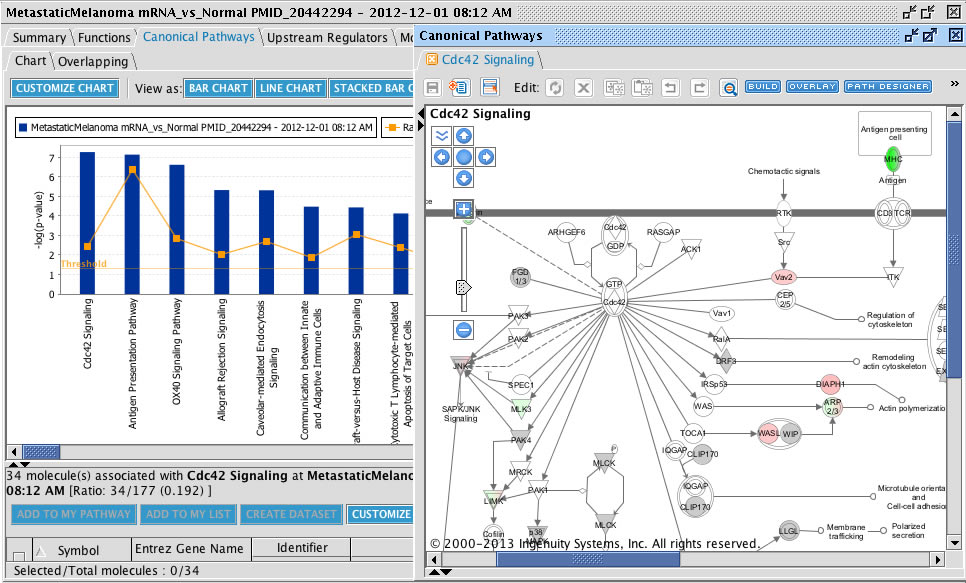 MetastaticMelanoma mRNA_vs_Normal PMID_20442294 - 2012-12-01 08:12 AM
Summary Functions Canonical Pathways Upstream Regulators
Chart Overlapping
CUSTOMIZE CHART View as: BAR CHART LINE CHART STACKED BAR C
MetastaticMelanoma mRNA_vs_Normal PMID_20442294 - 2012-12-01 08:12 AM Ra
-log(p-value)
7
6
5
4
3
2
1
0
Threshold
Cdc42 Signaling
Antigen Presentation Pathway
OX40 Signaling Pathway
Allograft Rejection Signaling
Caveolar-mediated Endocytosis
Signaling
Communication between Innate
and Adaptive Immune Cells
aft-versus-Host Disease Signaling
ytotoxic T Lymphocyte-mediated
Apoptosis of Target Cells
34 molecule(s) associated with Cdc42 Signaling at MetastaticMelano
08:12 AM [Ratio: 34/177 (0.192) ]
ADD TO MY PATHWAY ADD TO MY LIST CREATE DATASET CUSTOMIZE
Symbol Entrez Gene Name Identifier
Selected/Total molecules : 0/34
Canonical Pathways
Cdc42 Signaling
Edit: BUILD OVERLAY PATH DESIGNER »
Cdc42 Signaling
Antigen presenting
cell
MHC
Antigen
Chemotactic signals
RTK
CD3 TCR
Src
Vav2
ITK
CEP
2/5
Regulation of
cytoskeleton
ARHGEF6
Cdc42
GDP
RASGAP
ACK1
FGD
1/3
GTP
Cdc42
PAK3
PAK2
Vav1
RalA
DRF3
Remodeling
actin cytoskeleton
JNK
SPEC1
IRSp53
DIAPH1
SAPK/JNK
Signaling
MLK3
WAS
ARP
2/3
Actin polymerizatio
PAK4
TOCA1
WASL
WIP
MRCK
MLCK
IQGAP
CLIP170
PAK1
LIMK
IQGAP
CLIP170
Microtubule orienta
and
Cell-cell adhesio
Cofilin
p38
MLCK
LLGL
Membrane
trafficking
Polarized
secretion
© 2000-2013 Ingenuity Systems, Inc. All rights reserved.